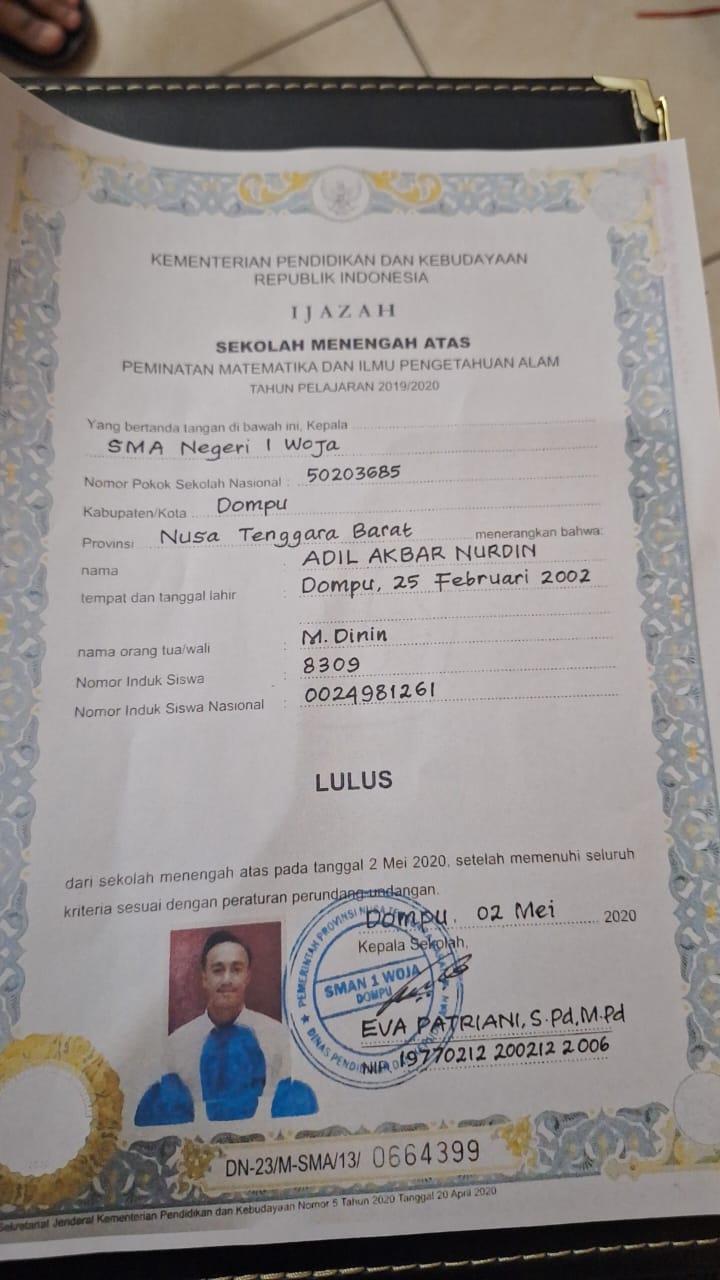 KEMENTERIAN PENDIDIKAN DAN KEBUDAYAAN
REPUBLIK INDONESIA
IJAZAH
SEKOLAH MENENGAH ATAS
PEMINATAN MATEMATIKA DAN ILMU PENGETAHUAN ALAM
TAHUN PELAJARAN 2019/2020
Yang bertanda tangan di bawah ini, Kepala
SMA Negeri 1 Woja
Nomor Pokok Sekolah Nasional : 50203685
Kabupaten/Kota Dompu
Provinsi Nusa Tenggara Barat menerangkan bahwa:
nama : ADIL AKBAR NURDIN
tempat dan tanggal lahir : Dompu, 25 Februari 2002
nama orang tua/wali : M. Dinin
Nomor Induk Siswa : 8309
Nomor Induk Siswa Nasional : 0024981261
LULUS
dari sekolah menengah atas pada tanggal 2 Mei 2020, setelah memenuhi seluruh
kriteria sesuai dengan peraturan perundang-undangan.
Dompu, 02 Mei 2020
Kepala Sekolah,
PEMERINTAH PROVINSI NUSA
SMAN 1 WOJA
DOMPU
DINAS
EVA PATRIANI, S.Pd, M.Pd
NIP. 19770212 200212 2 006
DN-23/M-SMA/13/ 0664399
Sekretariat Jenderal Kementerian Pendidikan dan Kebudayaan Nomor 5 Tahun 2020 Tanggal 20 April 2020